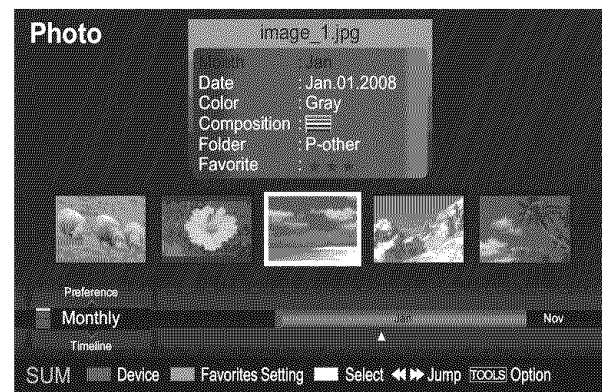 Photo
image_1.jpg
Month : Jan
Date : Jan.01.2008
Color : Gray
Composition :
Folder : P-other
Favorite : ★ ★ ★
Preference
Monthly
Jan
Nov
Timeline
SUM Device Favorites Setting Select ◀◀ ▶▶ Jump TOOLS Option